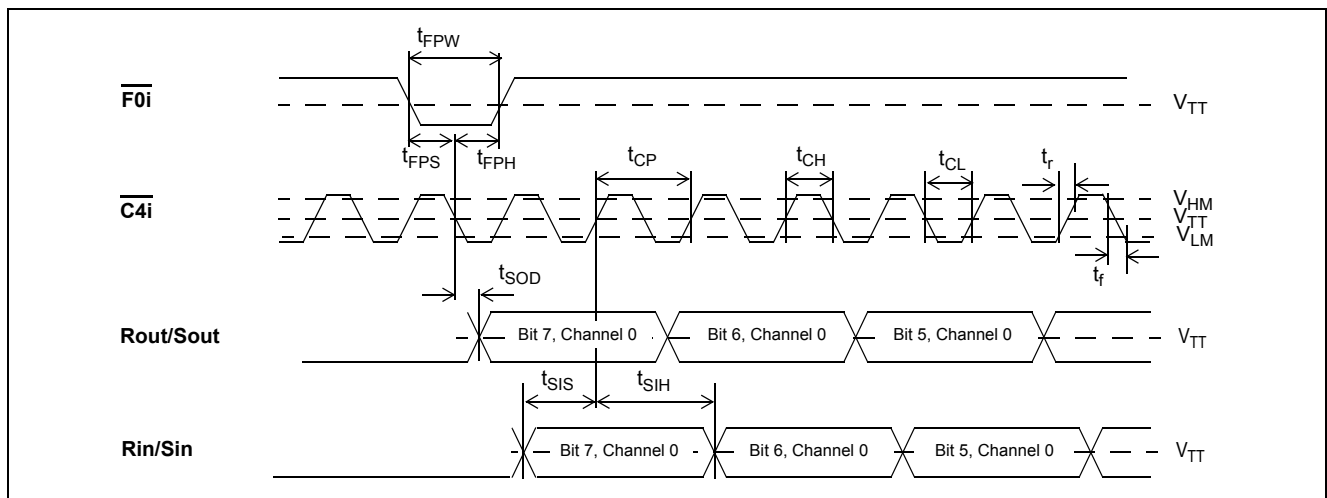 tFPW
F0i
VTT
tFPS tFPH tCP tCH tCL tr
C4i
VHM
VTT
VLM
tSOD tf
Rout/Sout Bit 7, Channel 0 Bit 6, Channel 0 Bit 5, Channel 0 VTT
tSIS tSIH
Rin/Sin Bit 7, Channel 0 Bit 6, Channel 0 Bit 5, Channel 0 VTT